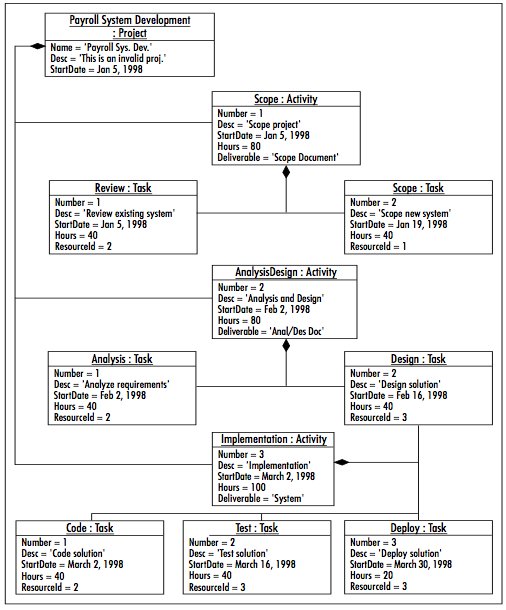 Payroll System Development
: Project
Name = 'Payroll Sys. Dev.'
Desc = 'This is an invalid proj.'
StartDate = Jan 5, 1998
Scope : Activity
Number = 1
Desc = 'Scope project'
StartDate = Jan 5, 1998
Hours = 80
Deliverable = 'Scope Document'
Review : Task
Number = 1
Desc = 'Review existing system'
StartDate = Jan 5, 1998
Hours = 40
ResourceId = 2
Scope : Task
Number = 2
Desc = 'Scope new system'
StartDate = Jan 19, 1998
Hours = 40
ResourceId = 1
AnalysisDesign : Activity
Number = 2
Desc = 'Analysis and Design'
StartDate = Feb 2, 1998
Hours = 80
Deliverable = 'Anal/Des Doc'
Analysis : Task
Number = 1
Desc = 'Analyze requirements'
StartDate = Feb 2, 1998
Hours = 40
ResourceId = 2
Design : Task
Number = 2
Desc = 'Design solution'
StartDate = Feb 16, 1998
Hours = 40
ResourceId = 3
Implementation : Activity
Number = 3
Desc = 'Implementation'
StartDate = March 2, 1998
Hours = 100
Deliverable = 'System'
Code : Task
Number = 1
Desc = 'Code solution'
StartDate = March 2, 1998
Hours = 40
ResourceId = 2
Test : Task
Number = 2
Desc = 'Test solution'
StartDate = March 16, 1998
Hours = 40
ResourceId = 3
Deploy : Task
Number = 3
Desc = 'Deploy solution'
StartDate = March 30, 1998
Hours = 20
ResourceId = 3